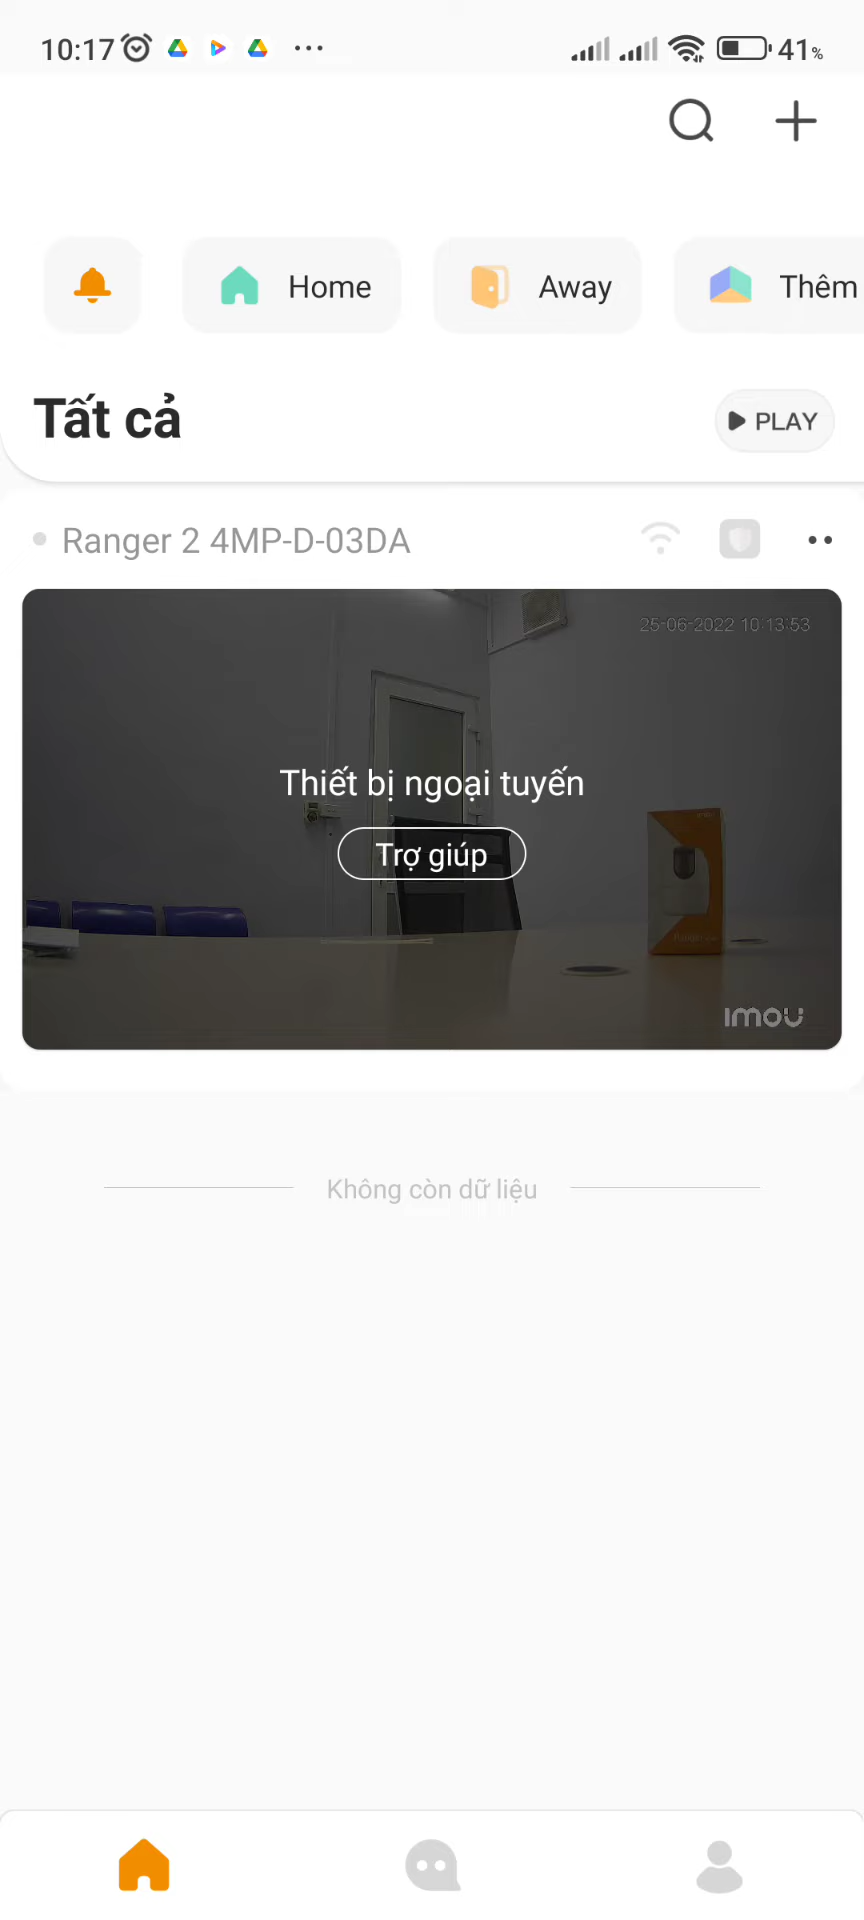 10:17 41%
Home Away Thêm
Tất cả PLAY
Ranger 2 4MP-D-03DA
25-06-2022 10:13:53
Thiết bị ngoại tuyến
Trợ giúp
imou
Không còn dữ liệu